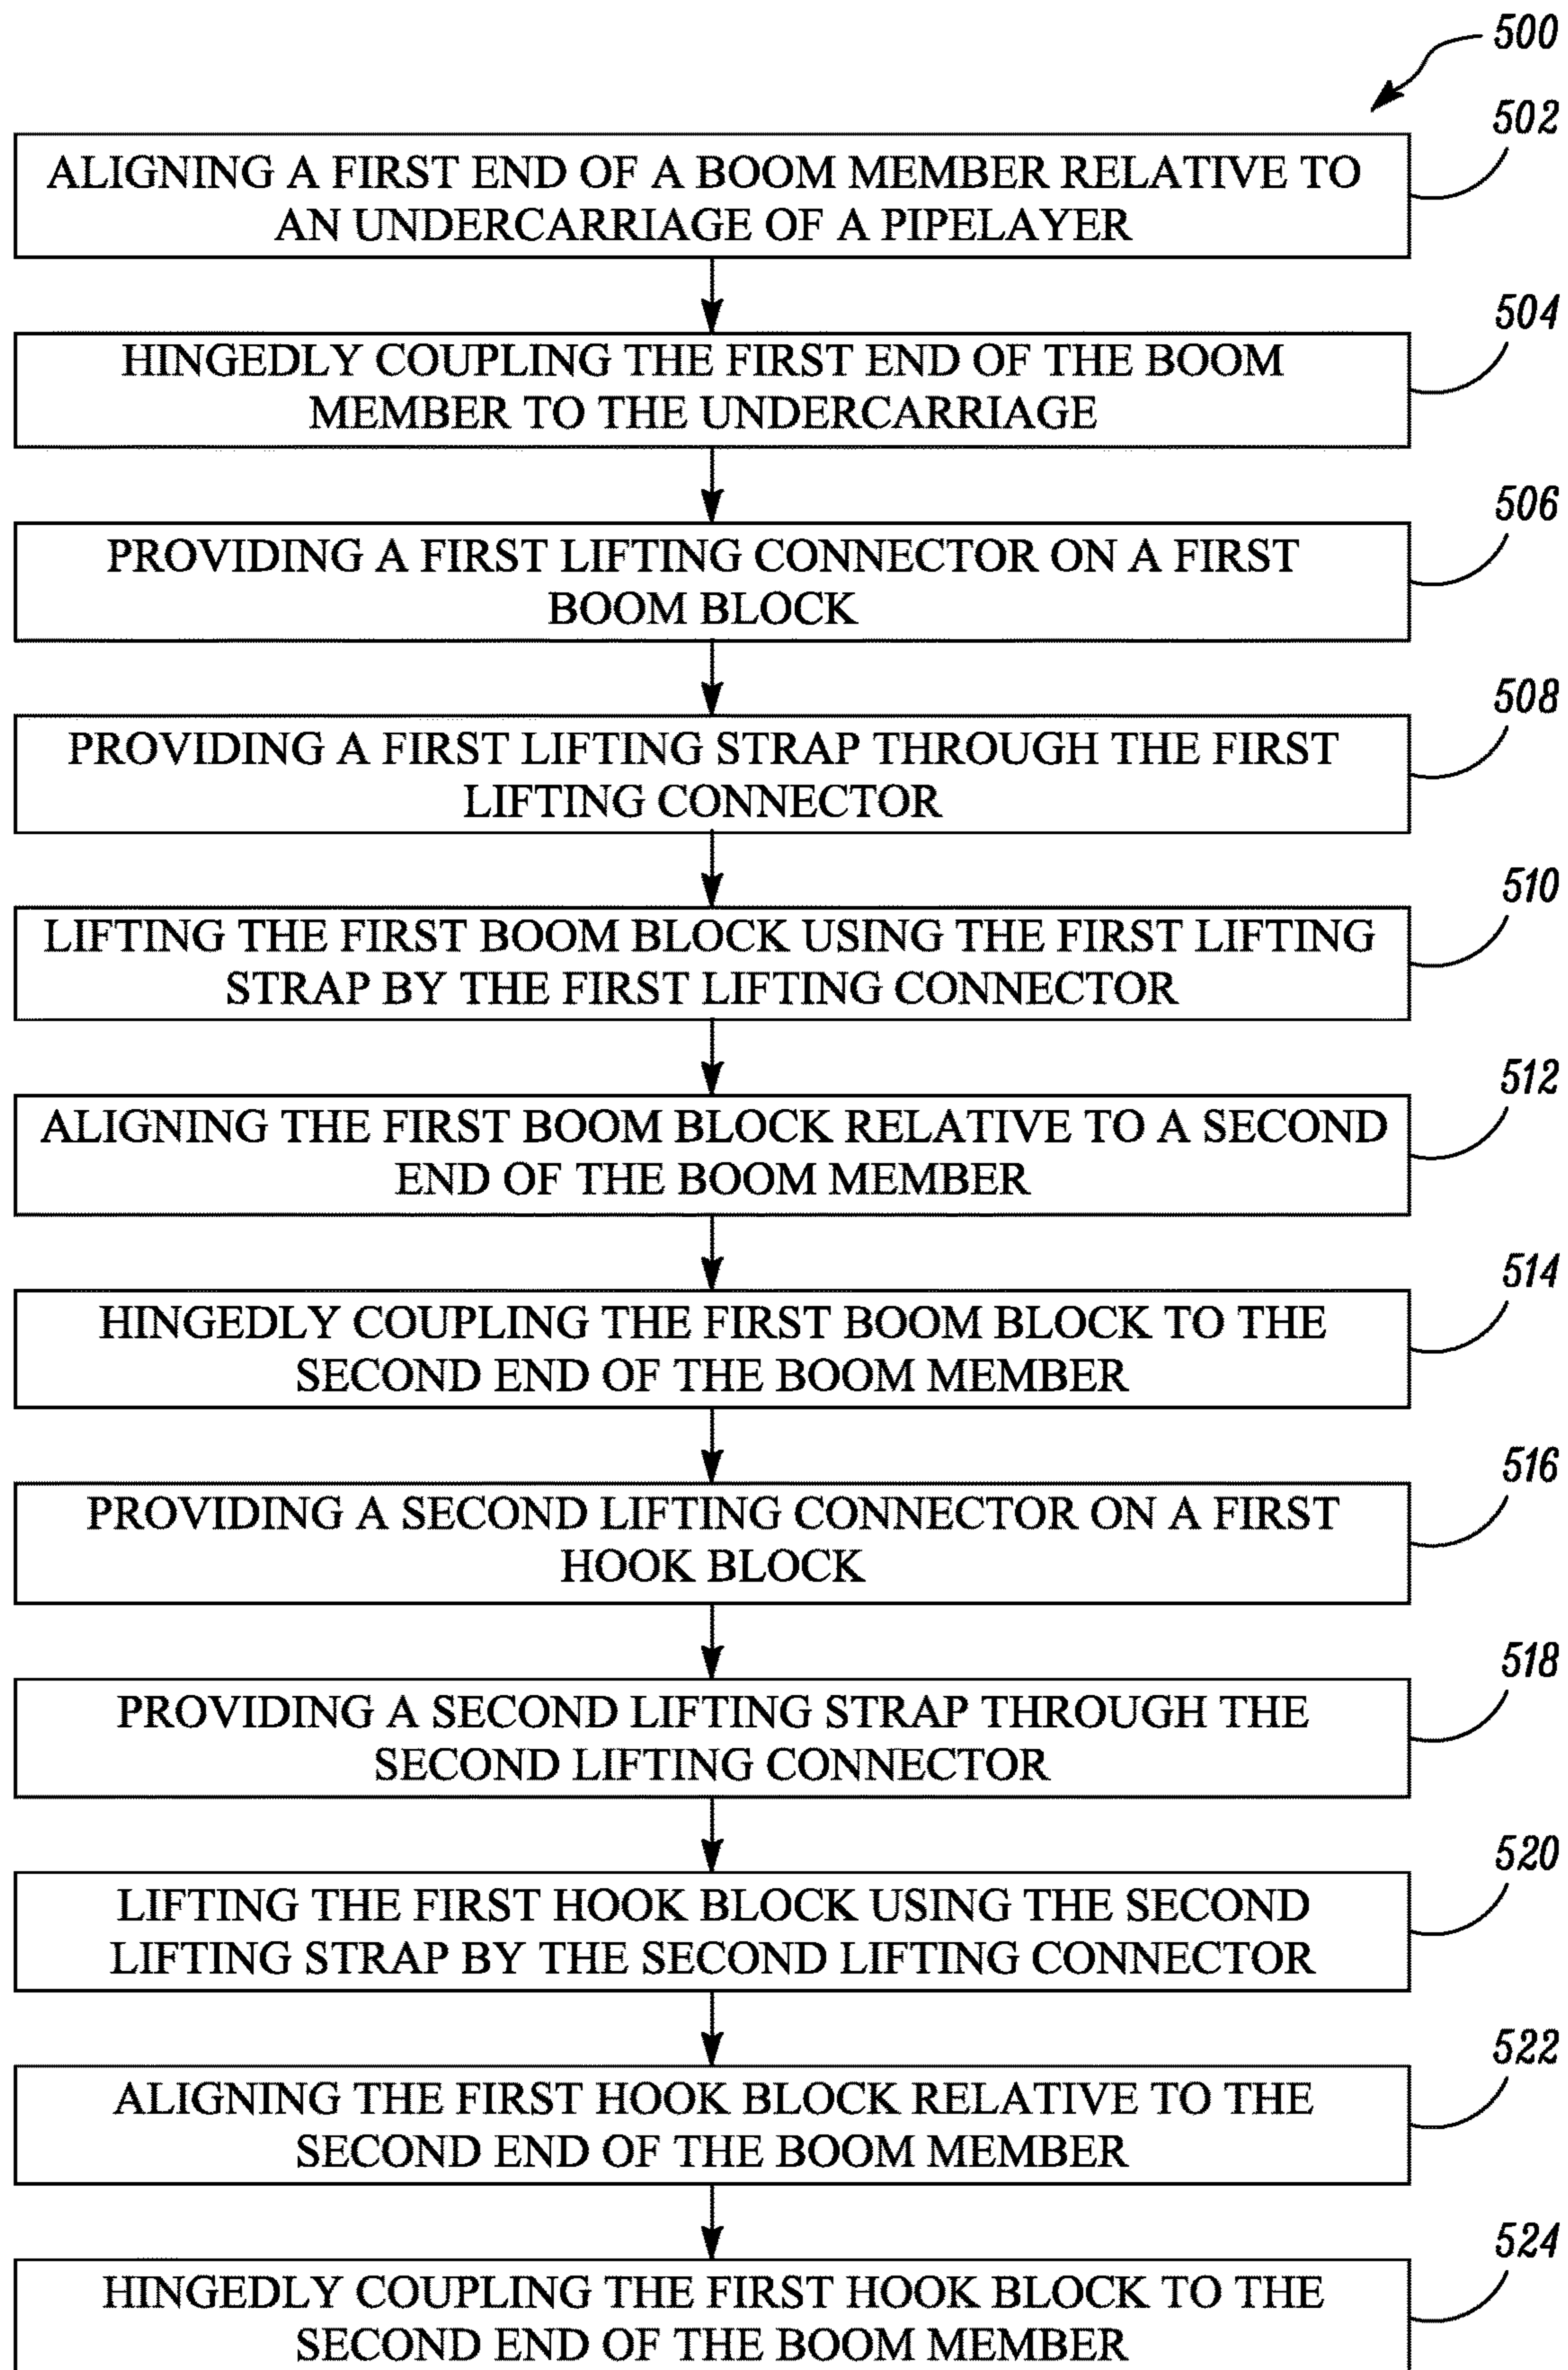 500
502
ALIGNING A FIRST END OF A BOOM MEMBER RELATIVE TO
AN UNDERCARRIAGE OF A PIPELAYER
504
HINGEDLY COUPLING THE FIRST END OF THE BOOM
MEMBER TO THE UNDERCARRIAGE
506
PROVIDING A FIRST LIFTING CONNECTOR ON A FIRST
BOOM BLOCK
508
PROVIDING A FIRST LIFTING STRAP THROUGH THE FIRST
LIFTING CONNECTOR
510
LIFTING THE FIRST BOOM BLOCK USING THE FIRST LIFTING
STRAP BY THE FIRST LIFTING CONNECTOR
512
ALIGNING THE FIRST BOOM BLOCK RELATIVE TO A SECOND
END OF THE BOOM MEMBER
514
HINGEDLY COUPLING THE FIRST BOOM BLOCK TO THE
SECOND END OF THE BOOM MEMBER
516
PROVIDING A SECOND LIFTING CONNECTOR ON A FIRST
HOOK BLOCK
518
PROVIDING A SECOND LIFTING STRAP THROUGH THE
SECOND LIFTING CONNECTOR
520
LIFTING THE FIRST HOOK BLOCK USING THE SECOND
LIFTING STRAP BY THE SECOND LIFTING CONNECTOR
522
ALIGNING THE FIRST HOOK BLOCK RELATIVE TO THE
SECOND END OF THE BOOM MEMBER
524
HINGEDLY COUPLING THE FIRST HOOK BLOCK TO THE
SECOND END OF THE BOOM MEMBER